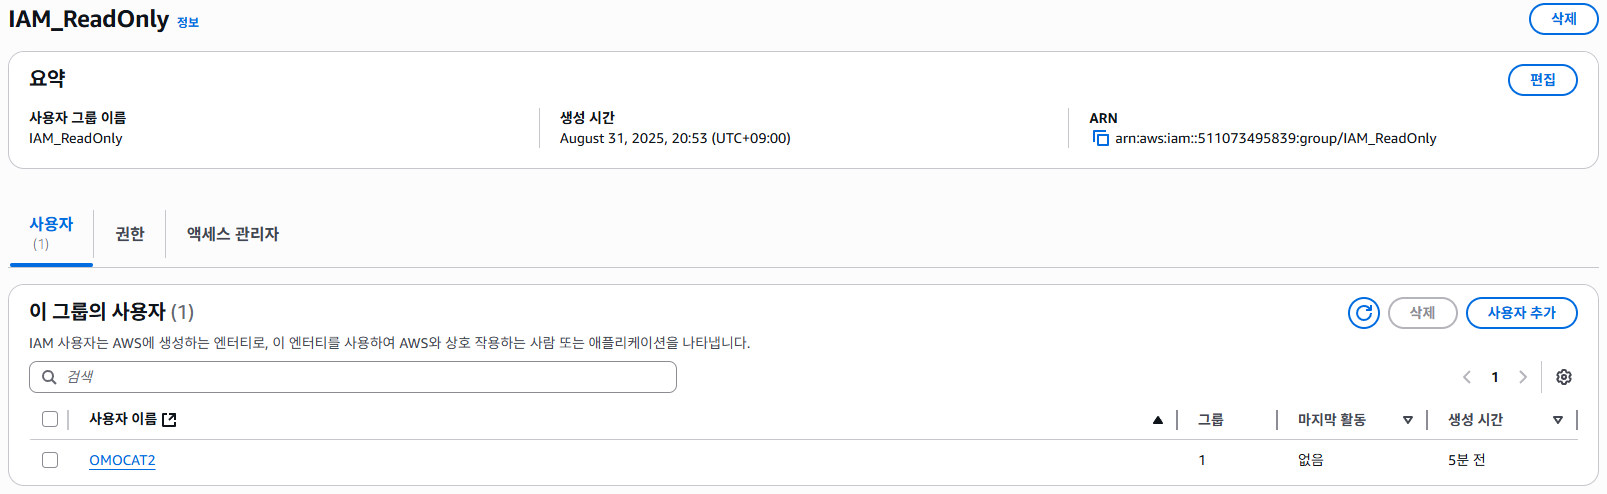 IAM_ReadOnly 정보
삭제
요약
편집
사용자 그룹 이름
IAM_ReadOnly
생성 시간
August 31, 2025, 20:53 (UTC+09:00)
ARN
arn:aws:iam::511073495839:group/IAM_ReadOnly
사용자
(1)
권한
액세스 관리자
이 그룹의 사용자 (1)
삭제
사용자 추가
IAM 사용자는 AWS에 생성하는 엔터티로, 이 엔터티를 사용하여 AWS와 상호 작용하는 사람 또는 애플리케이션을 나타냅니다.
검색
1
사용자 이름 그룹 마지막 활동 생성 시간
OMOCAT2 1 없음 5분 전